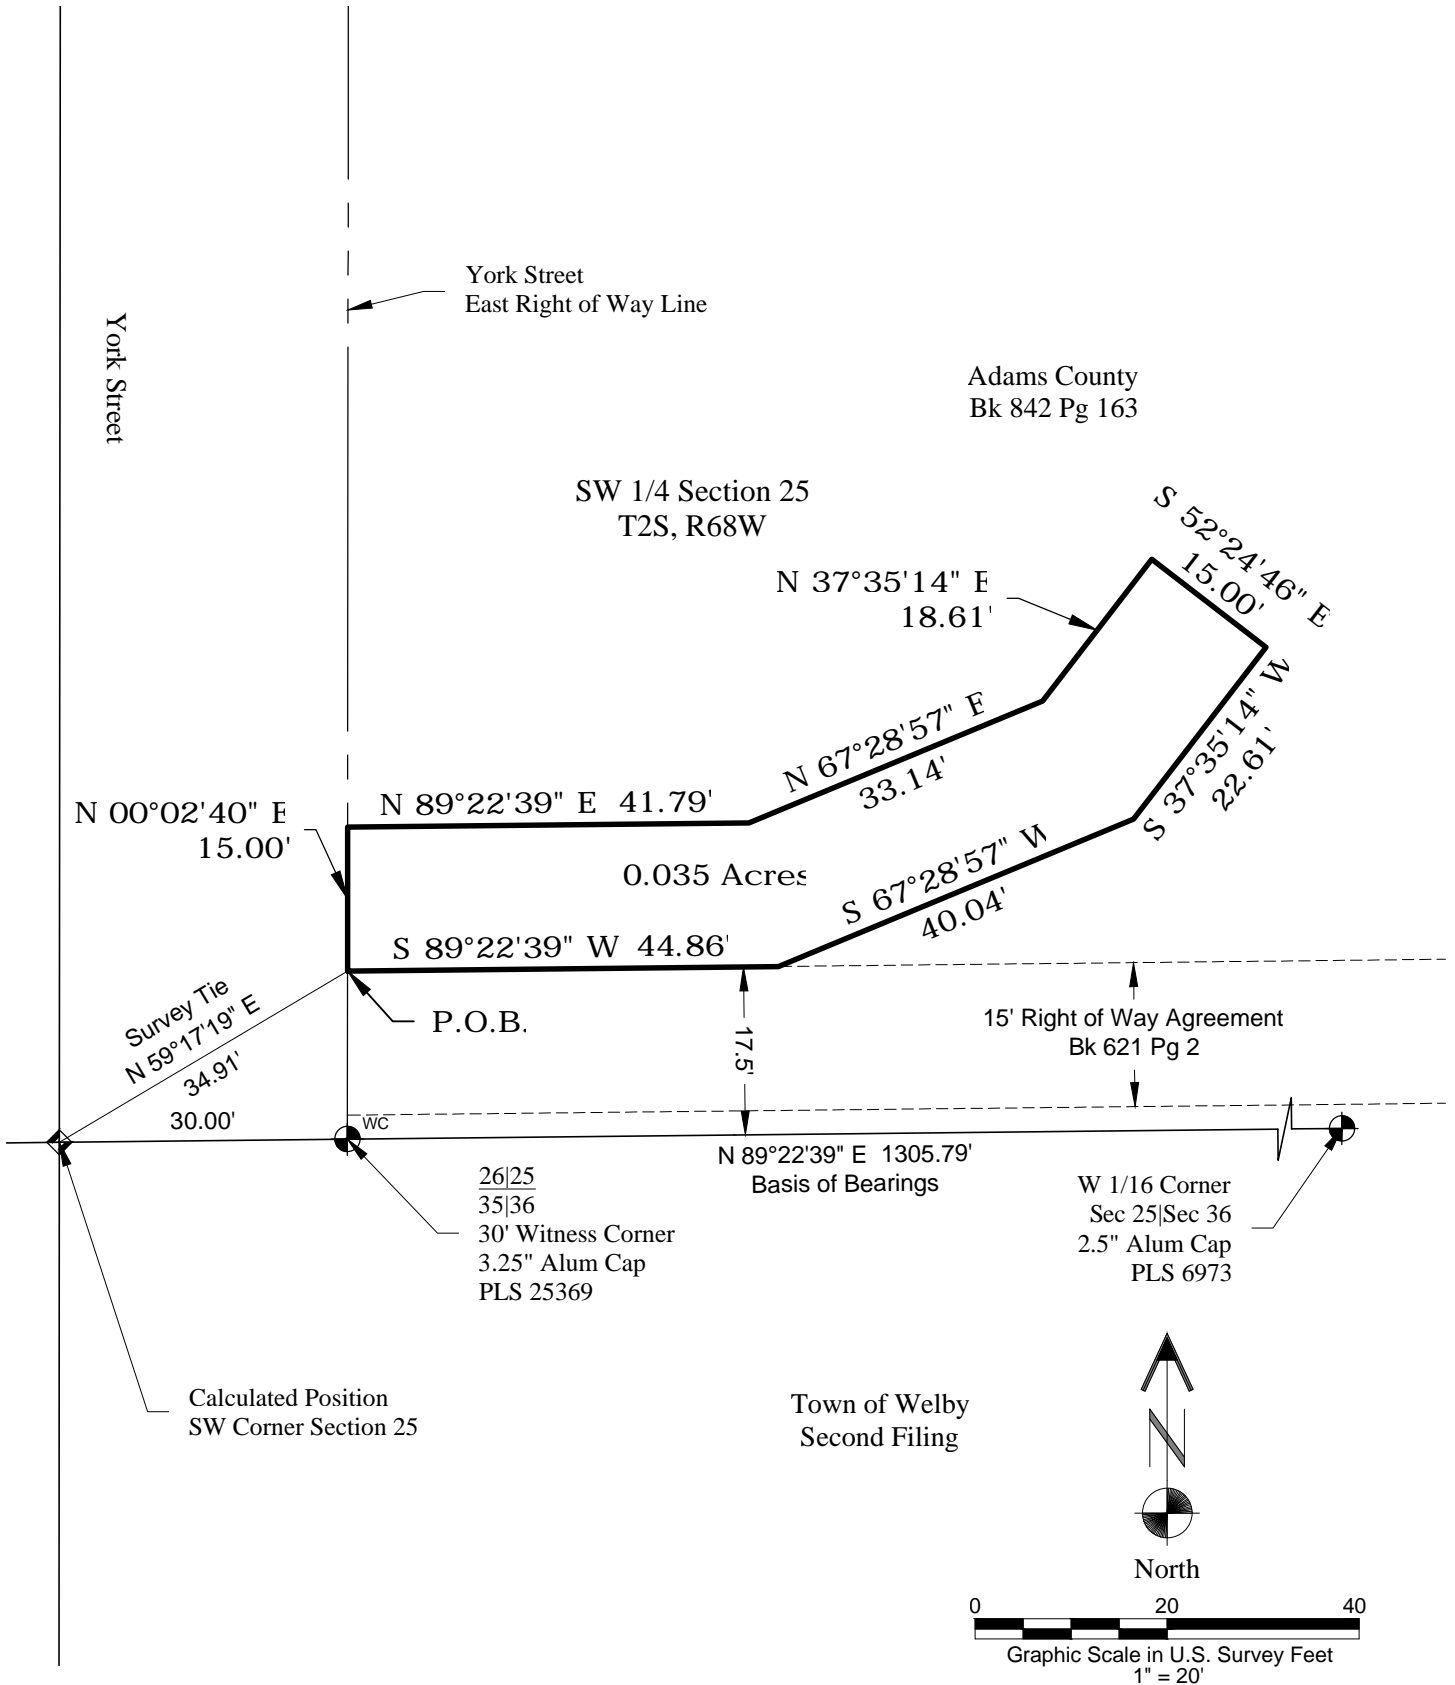 York Street
East Right of Way Line
York Street
Adams County
Bk 842 Pg 163
SW 1/4 Section 25
T2S, R68W
S 52°24'46" E
15.00'
N 37°35'14" E
18.61'
N 67°28'57" E
33.14'
S 37°35'14" W
22.61'
N 89°22'39" E 41.79'
N 00°02'40" E
15.00'
0.035 Acres
S 67°28'57" W
40.04'
S 89°22'39" W 44.86'
P.O.B.
Survey Tie
N 59°17'19" E
34.91'
17.5'
15' Right of Way Agreement
Bk 621 Pg 2
30.00'
WC
N 89°22'39" E 1305.79'
Basis of Bearings
26|25
35|36
30' Witness Corner
3.25" Alum Cap
PLS 25369
W 1/16 Corner
Sec 25|Sec 36
2.5" Alum Cap
PLS 6973
Calculated Position
SW Corner Section 25
Town of Welby
Second Filing
N
North
0 20 40
Graphic Scale in U.S. Survey Feet
1" = 20'